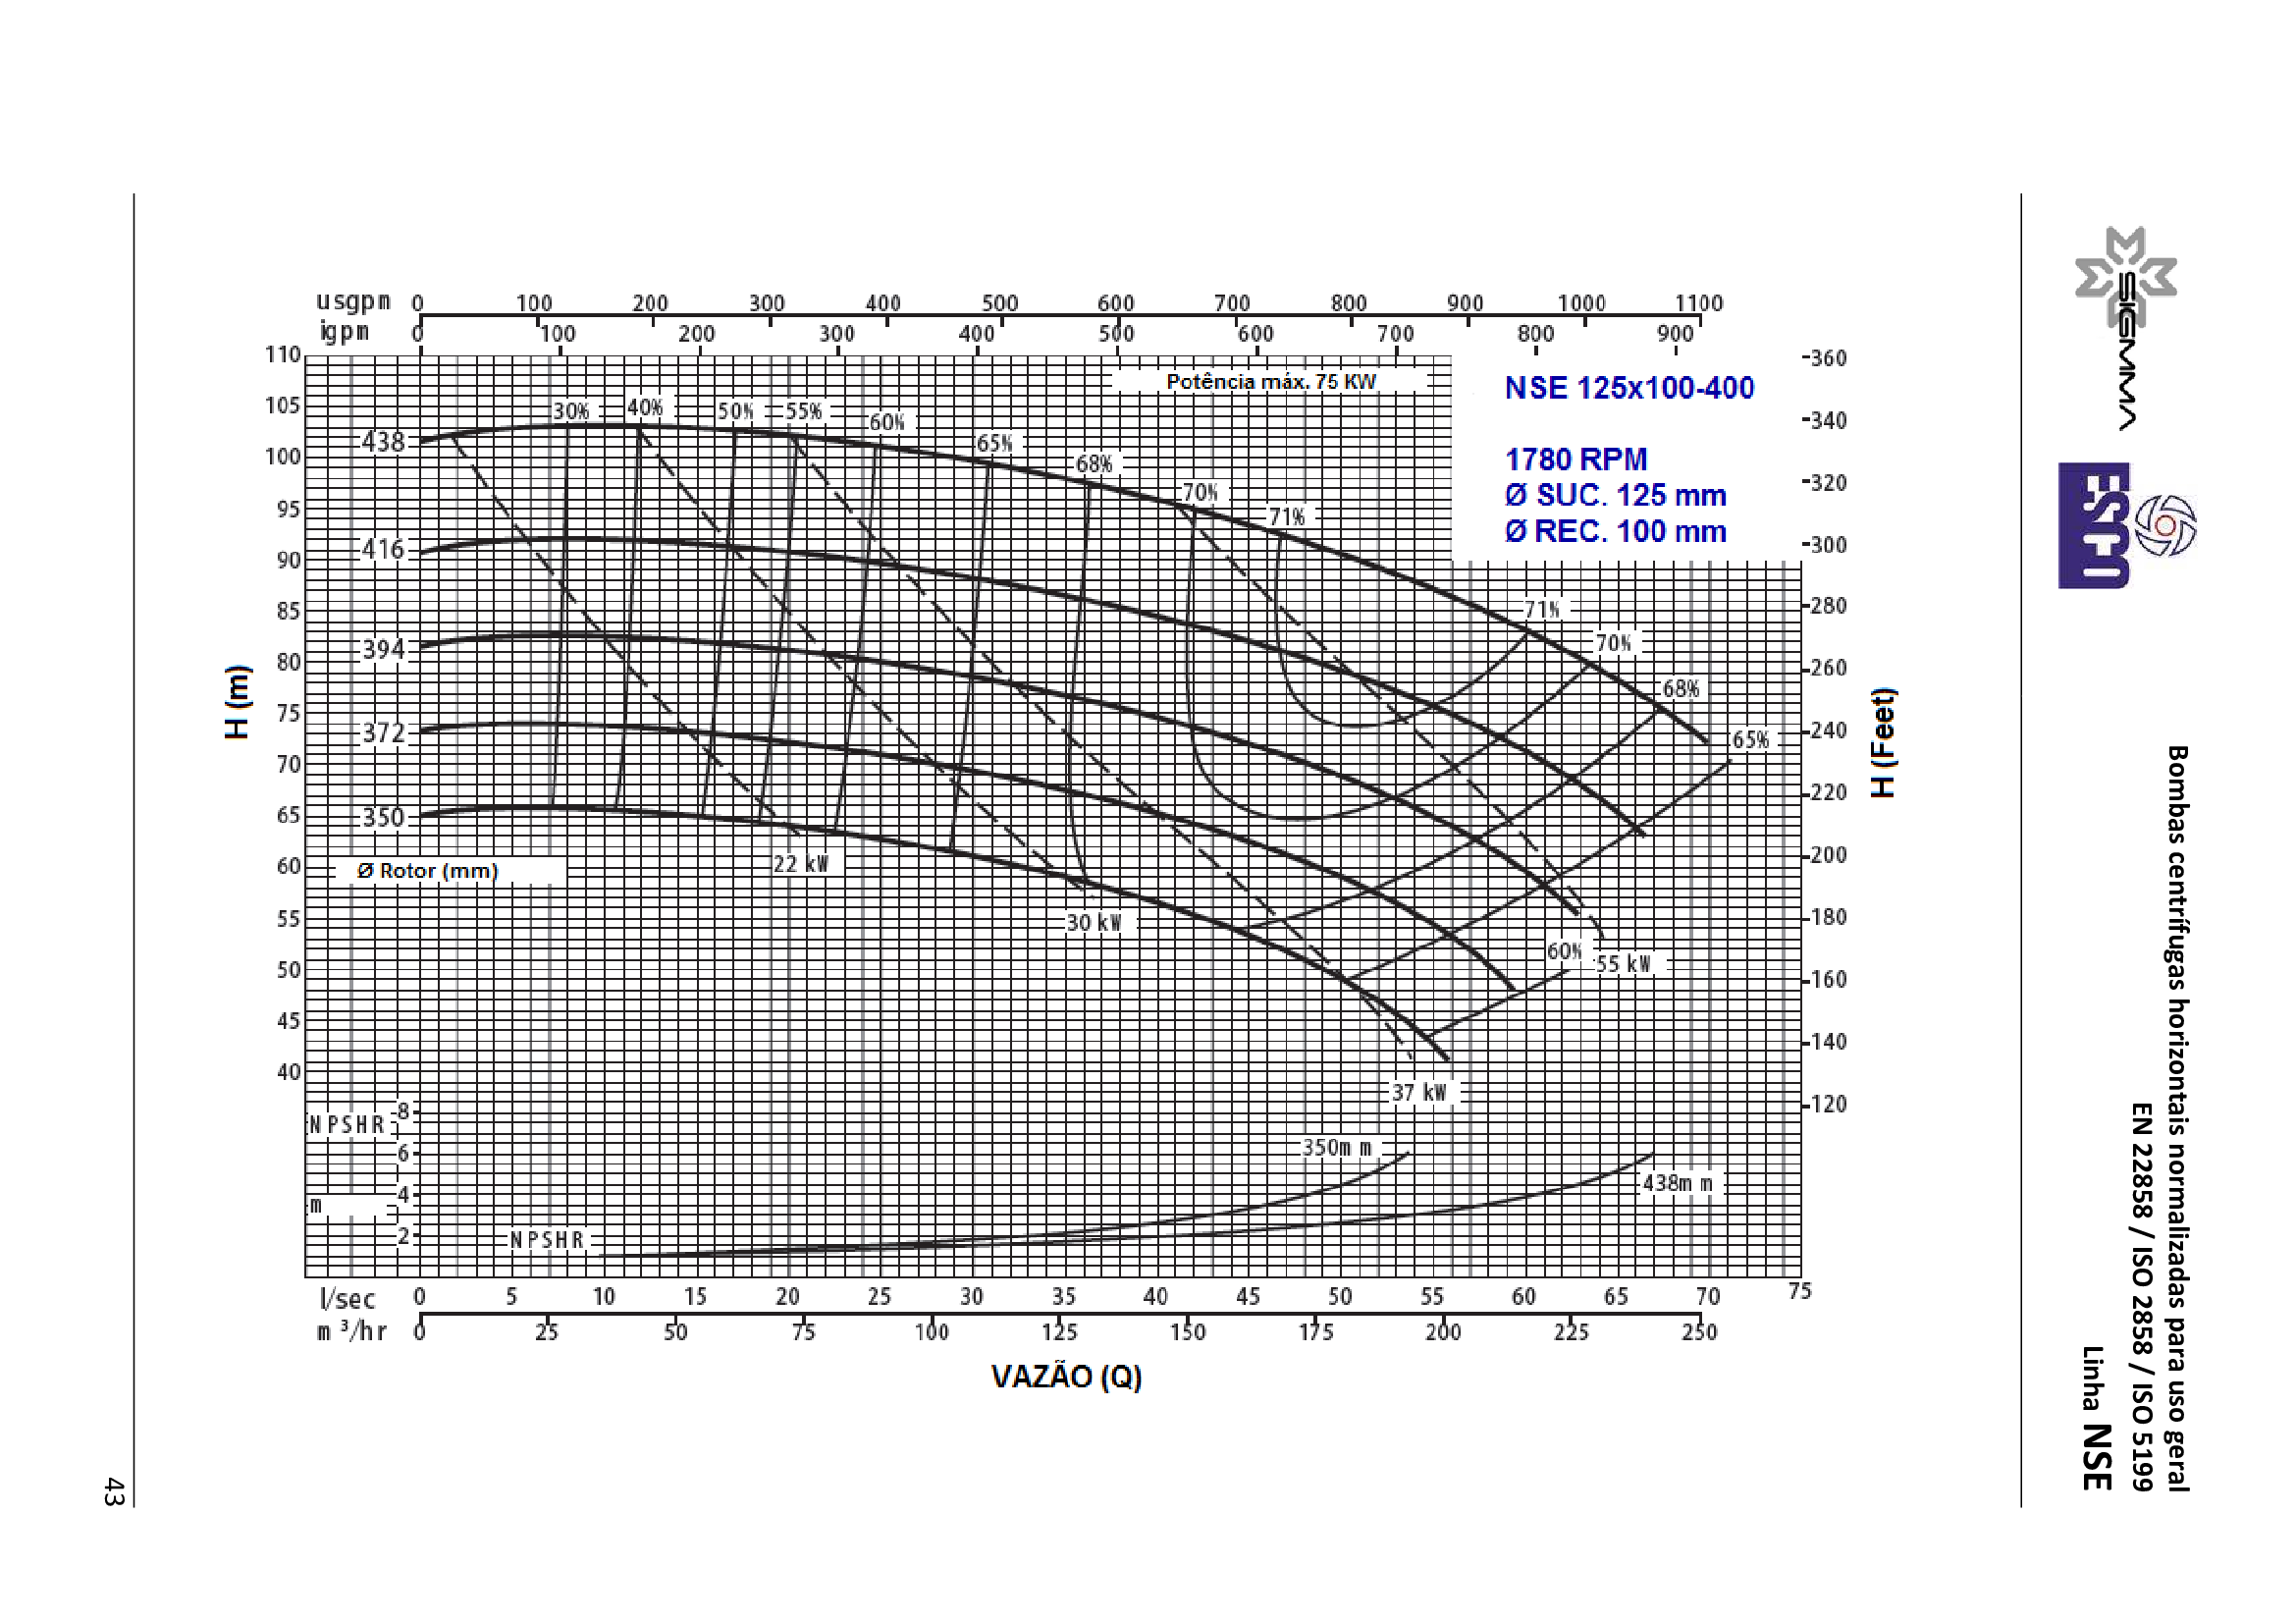 usgpm 0 100 200 300 400 500 600 700 800 900 1000 1100
igpm 0 100 200 300 400 500 600 700 800 900
Potência máx. 75 KW
NSE 125x100-400
1780 RPM
Ø SUC. 125 mm
Ø REC. 100 mm
H (m)
110
105
100
95
90
85
80
75
70
65
60
55
50
45
40
438
416
394
372
350
Ø Rotor (mm)
30%
40%
50%
55%
60%
65%
68%
70%
71%
71%
70%
68%
65%
60%
22 kW
30 kW
37 kW
55 kW
H (Feet)
360
340
320
300
280
260
240
220
200
180
160
140
120
NPSHR
m
8
6
4
2
NPSHR
350mm
438mm
l/sec 0 5 10 15 20 25 30 35 40 45 50 55 60 65 70 75
m³/hr 0 25 50 75 100 125 150 175 200 225 250
VAZÃO (Q)
SIGMMA
ESTU
Bombas centrífugas horizontais normalizadas para uso geral
EN 22858 / ISO 2858 / ISO 5199
Linha NSE
43